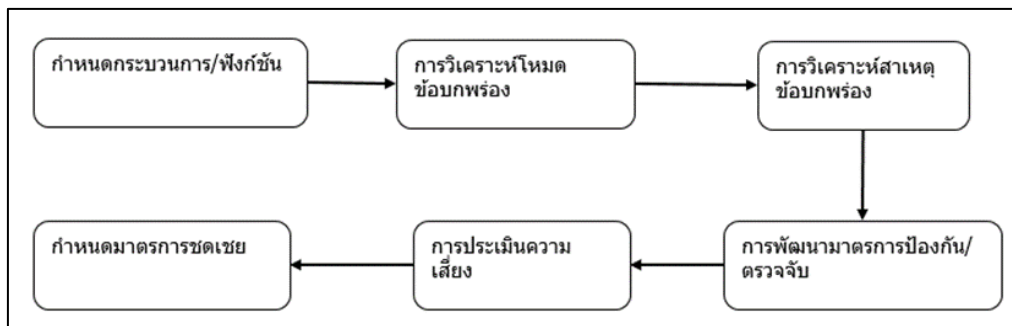 กำหนดกระบวนการ/ฟังก์ชัน
การวิเคราะห์โหมด
ข้อบกพร่อง
การวิเคราะห์สาเหตุ
ข้อบกพร่อง
การพัฒนามาตรการป้องกัน/
ตรวจจับ
การประเมินความ
เสี่ยง
กำหนดมาตรการชดเชย